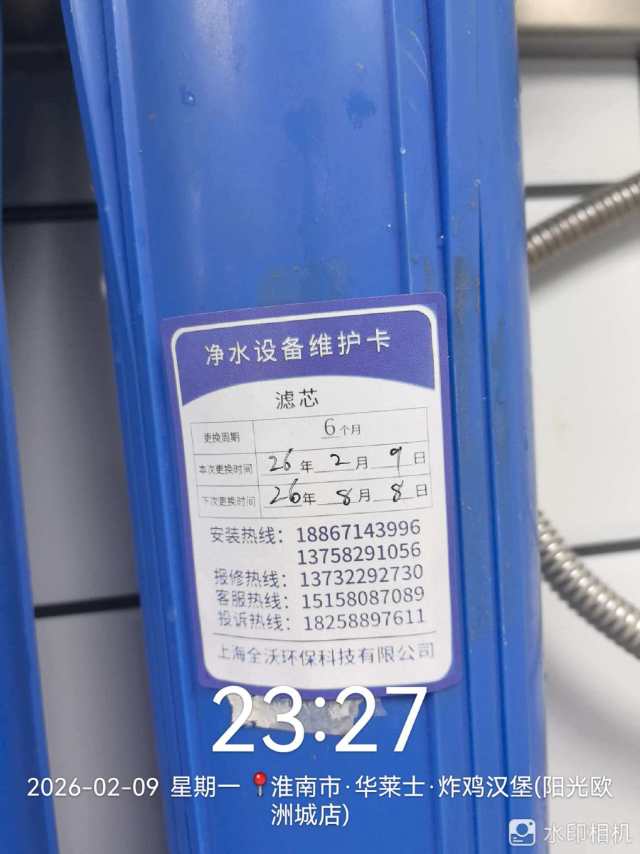 净水设备维护卡
滤芯
更换周期 6个月
本次更换时间 26年 2月 9日
下次更换时间 26年 8月 8日
安装热线：18867143996
13758291056
报修热线：13732292730
客服热线：15158087089
投诉热线：18258897611
上海全沃环保科技有限公司
23:27
2026-02-09 星期一 淮南市·华莱士·炸鸡汉堡(阳光欧
洲城店)
水印相机